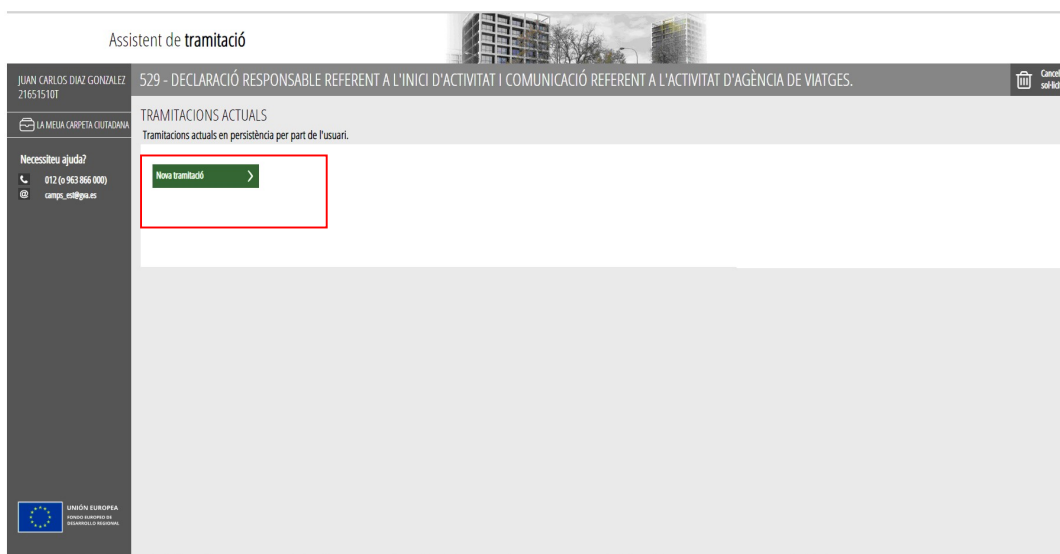 Assistent de tramitació
JUAN CARLOS DIAZ GONZALEZ
21651510T
LA MEUA CARPETA CIUTADANA
Necessiteu ajuda?
012 (o 963 866 000)
@ camps_est@gva.es
UNIÓN EUROPEA
FONDO EUROPEO DE
DESARROLLO REGIONAL
529 - DECLARACIÓ RESPONSABLE REFERENT A L'INICI D'ACTIVITAT I COMUNICACIÓ REFERENT A L'ACTIVITAT D'AGÈNCIA DE VIATGES.
TRAMITACIONS ACTUALS
Tramitacions actuals en persistència per part de l'usuari.
Nova tramitació